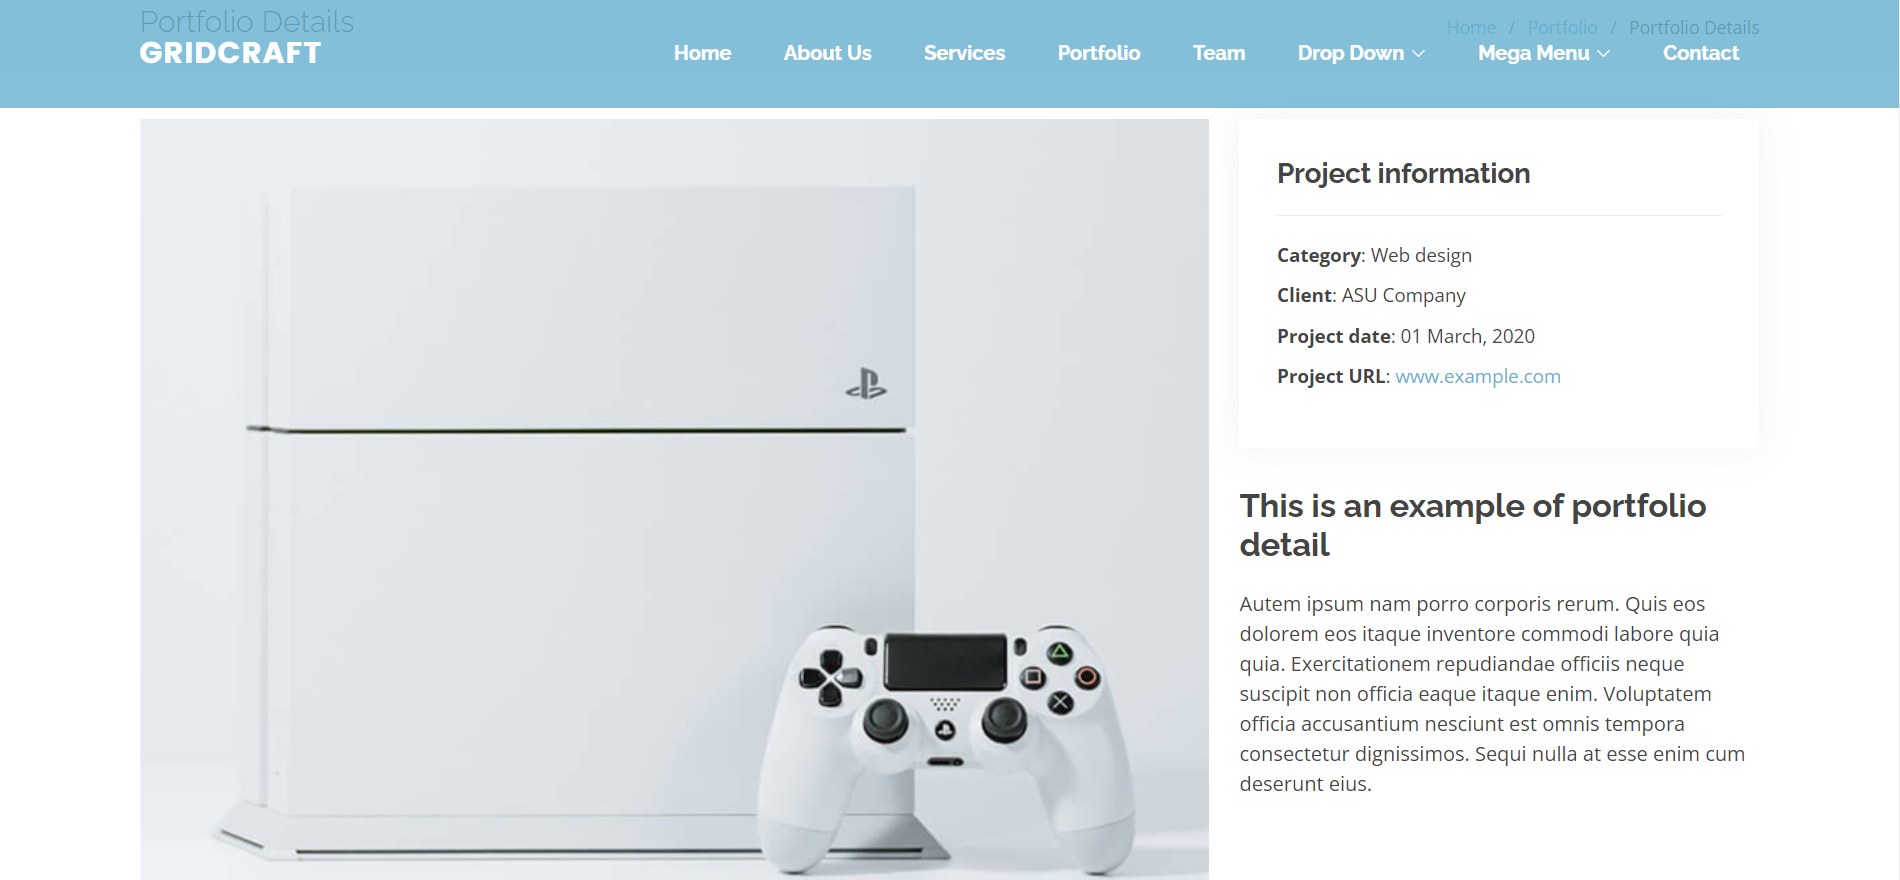 Portfolio Details
Home / Portfolio / Portfolio Details
GRIDCRAFT
Home About Us Services Portfolio Team Drop Down Mega Menu Contact
Project information
Category: Web design
Client: ASU Company
Project date: 01 March, 2020
Project URL: www.example.com
This is an example of portfolio
detail
Autem ipsum nam porro corporis rerum. Quis eos
dolorem eos itaque inventore commodi labore quia
quia. Exercitationem repudiandae officiis neque
suscipit non officia eaque itaque enim. Voluptatem
officia accusantium nesciunt est omnis tempora
consectetur dignissimos. Sequi nulla at esse enim cum
deserunt eius.